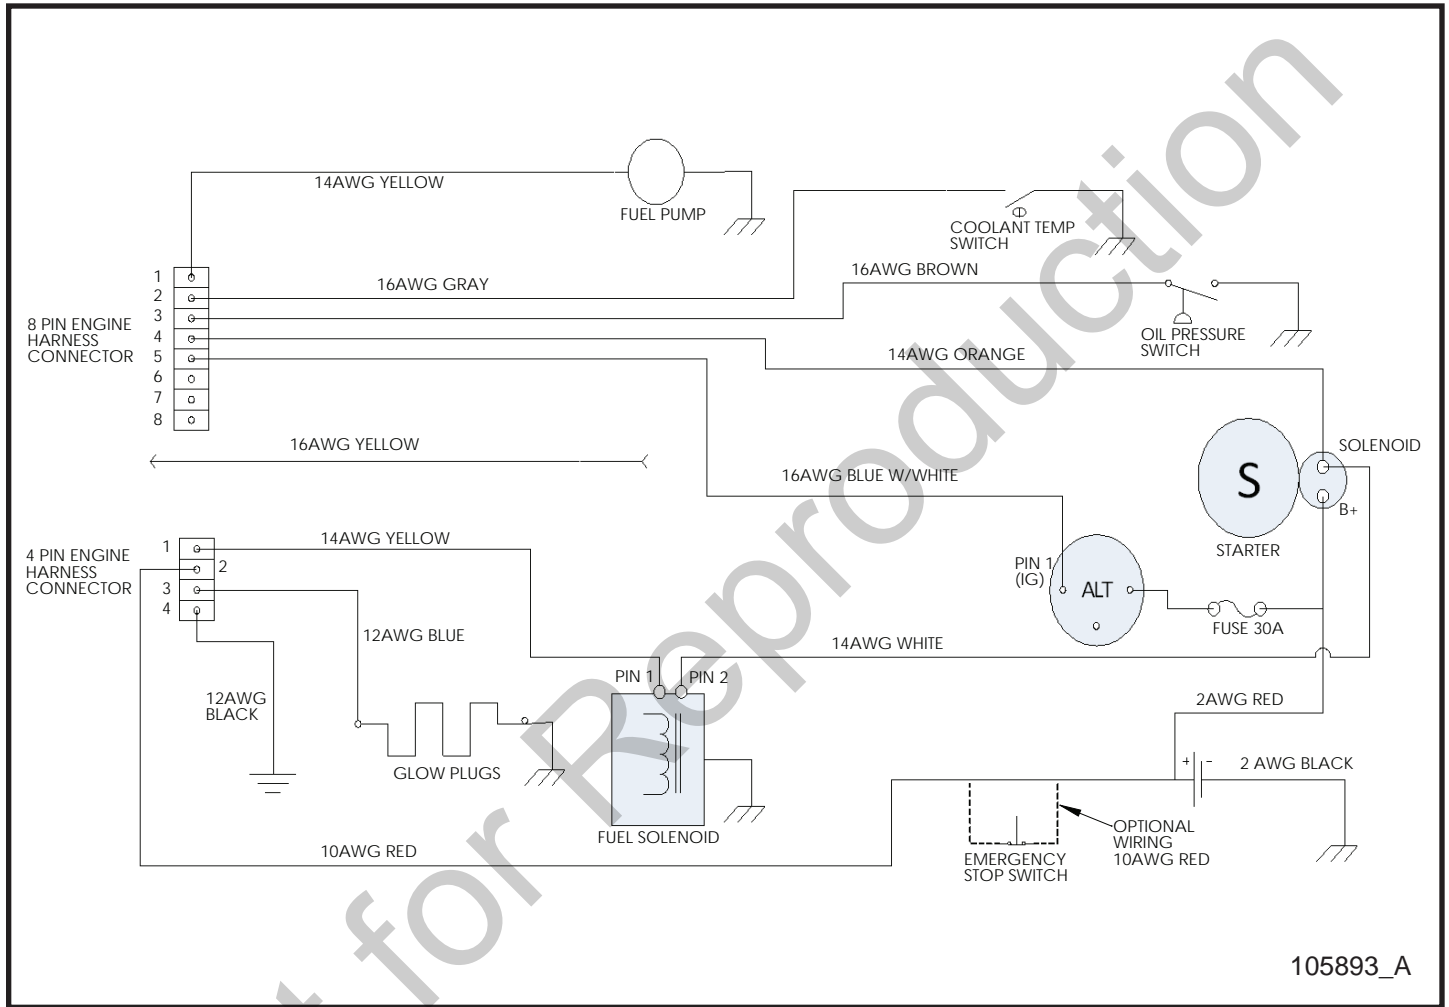 14AWG YELLOW
FUEL PUMP
COOLANT TEMP
SWITCH
16AWG GRAY
16AWG BROWN
8 PIN ENGINE
HARNESS
CONNECTOR
1
2
3
4
5
6
7
8
OIL PRESSURE
SWITCH
14AWG ORANGE
16AWG YELLOW
16AWG BLUE W/WHITE
SOLENOID
S
B+
STARTER
4 PIN ENGINE
HARNESS
CONNECTOR
1
2
3
4
14AWG YELLOW
PIN 1
(IG)
ALT
FUSE 30A
12AWG BLUE
14AWG WHITE
12AWG
BLACK
PIN 1
PIN 2
GLOW PLUGS
FUEL SOLENOID
2AWG RED
+
-
2 AWG BLACK
10AWG RED
EMERGENCY
STOP SWITCH
OPTIONAL
WIRING
10AWG RED
105893_A
t for Reproduction